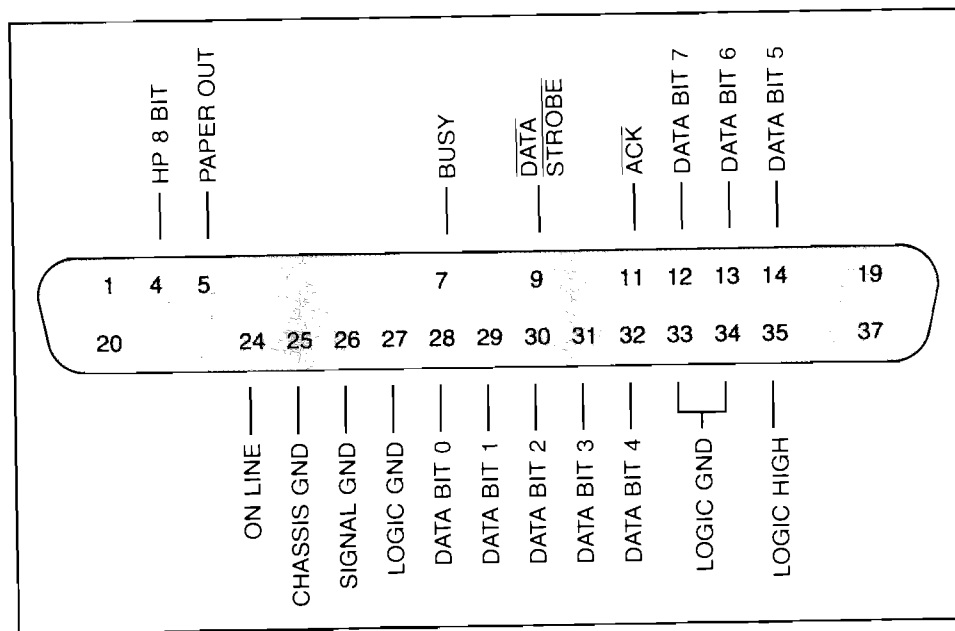 HP 8 BIT
PAPER OUT
BUSY
DATA
STROBE
ACK
DATA BIT 7
DATA BIT 6
DATA BIT 5
1 4 5 7 9 11 12 13 14 19
20 24 25 26 27 28 29 30 31 32 33 34 35 37
ON LINE
CHASSIS GND
SIGNAL GND
LOGIC GND
DATA BIT 0
DATA BIT 1
DATA BIT 2
DATA BIT 3
DATA BIT 4
LOGIC GND
LOGIC HIGH